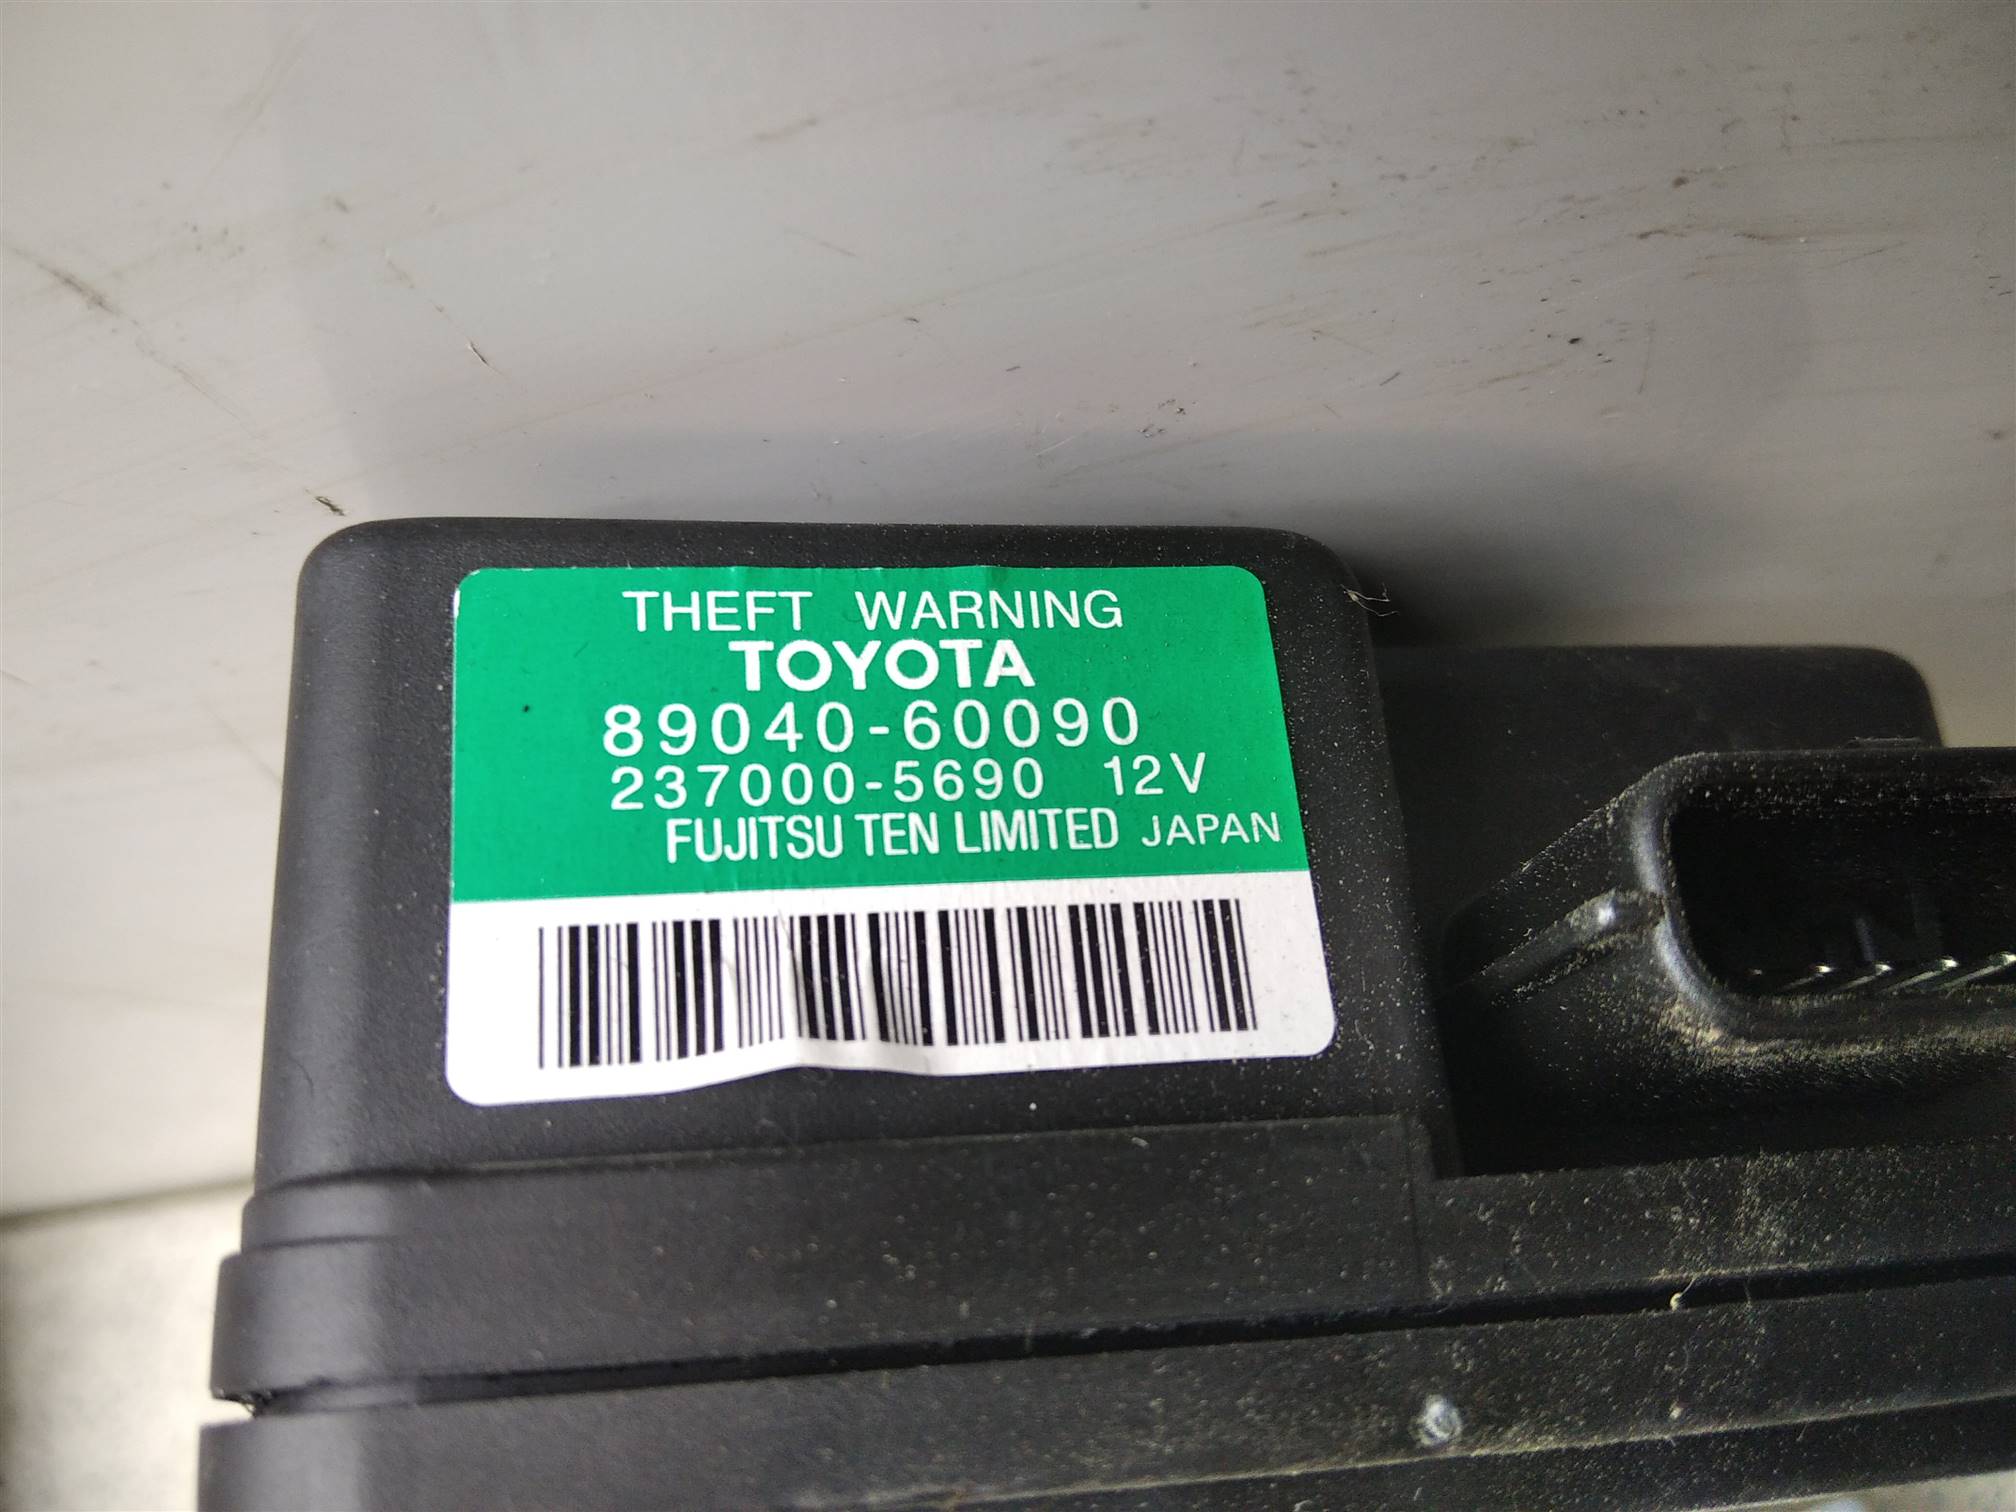 THEFT WARNING
TOYOTA
89040-60090
237000-5690 12V
FUJITSU TEN LIMITED JAPAN